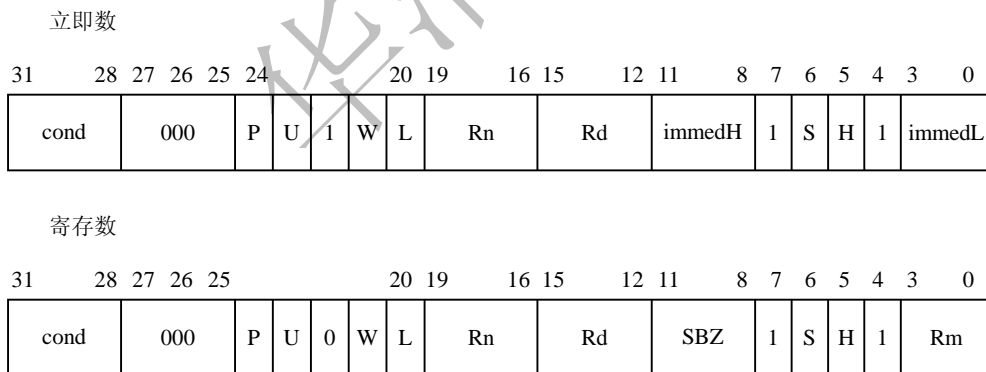 立即数
31 28 27 26 25 24 20 19 16 15 12 11 8 7 6 5 4 3 0
cond 000 P U 1 W L Rn Rd immedH 1 S H 1 immedL
寄存数
31 28 27 26 25 20 19 16 15 12 11 8 7 6 5 4 3 0
cond 000 P U 0 W L Rn Rd SBZ 1 S H 1 Rm